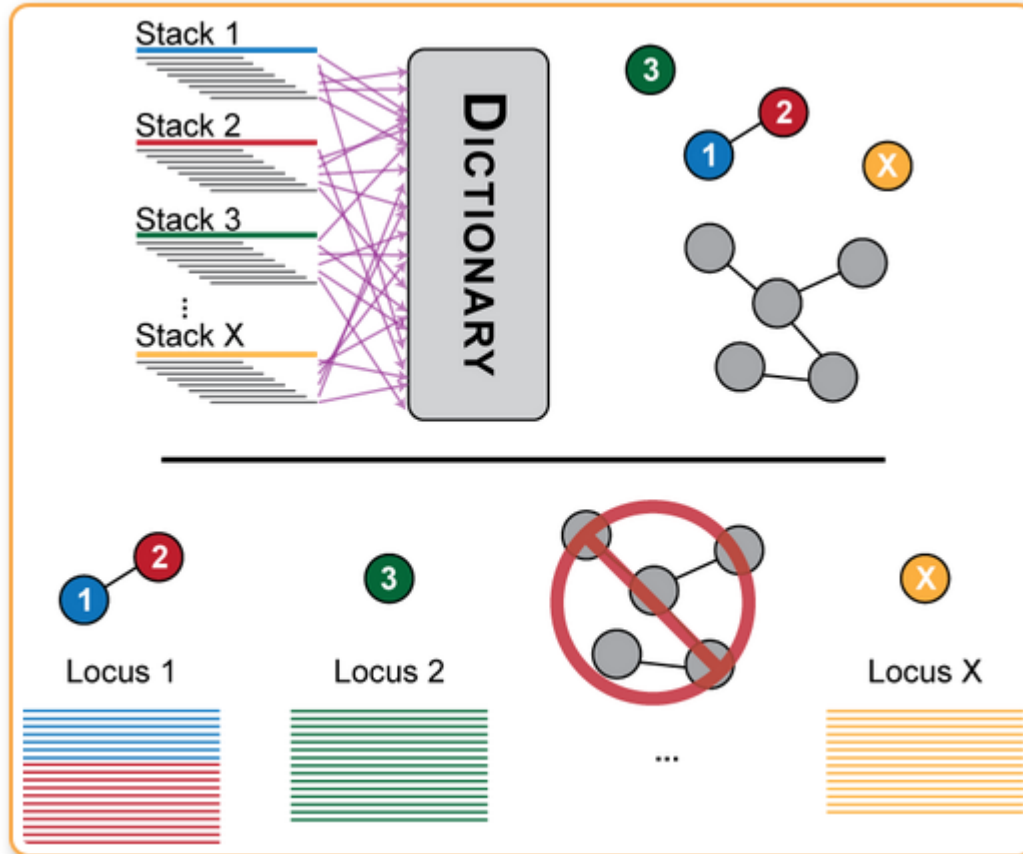 Stack 1
Stack 2
Stack 3
...
Stack X
DICTIONARY
3
2
1
X
2
1
3
X
Locus 1
Locus 2
Locus X
...